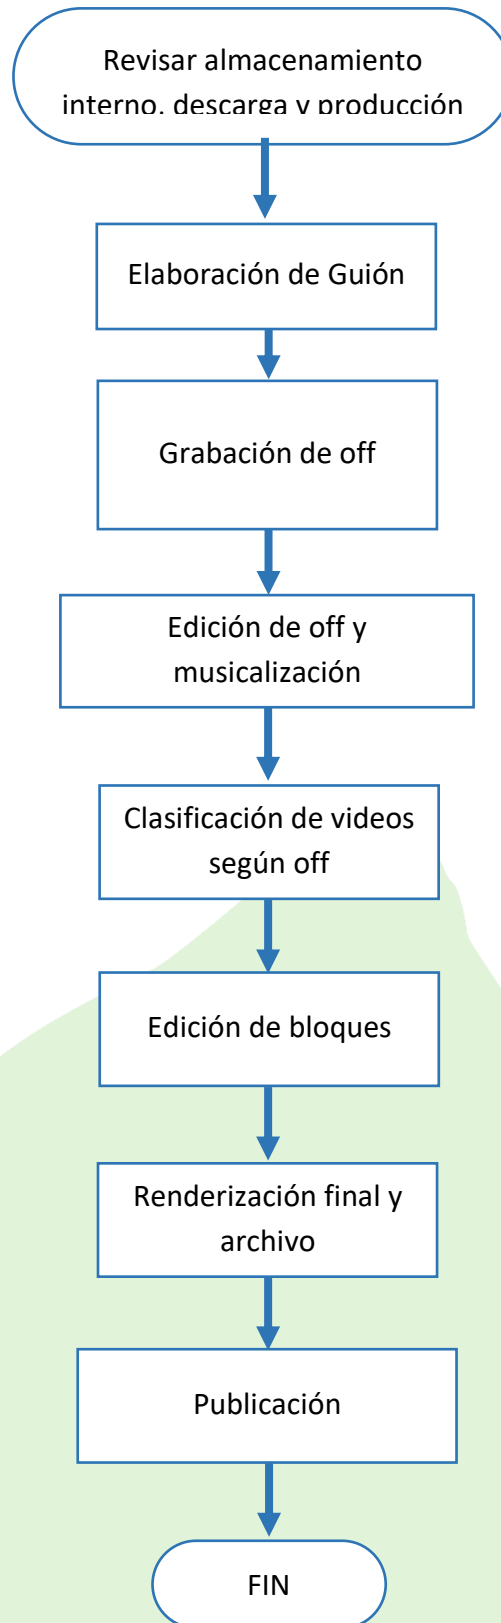 Revisar almacenamiento
interno, descarga y producción
Elaboración de Guión
Grabación de off
Edición de off y
musicalización
Clasificación de videos
según off
Edición de bloques
Renderización final y
archivo
Publicación
FIN